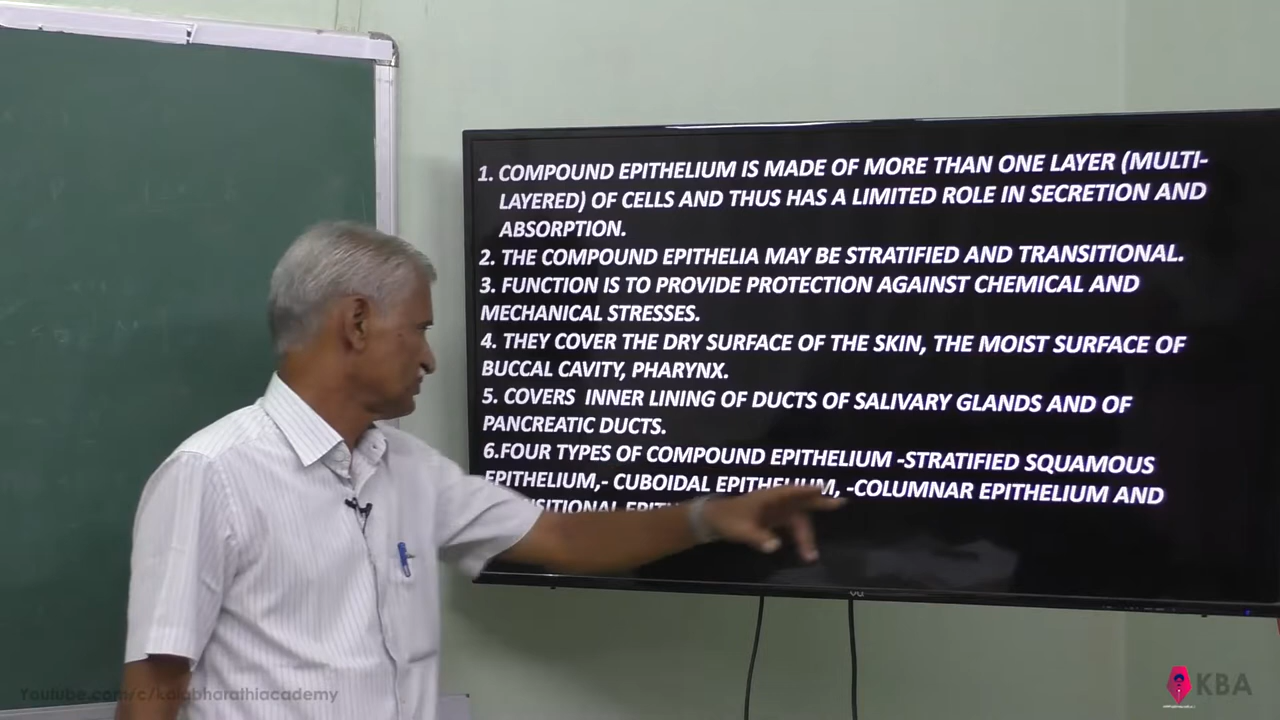 1. COMPOUND EPITHELIUM IS MADE OF MORE THAN ONE LAYER (MULTI-
LAYERED) OF CELLS AND THUS HAS A LIMITED ROLE IN SECRETION AND
ABSORPTION.
2. THE COMPOUND EPITHELIA MAY BE STRATIFIED AND TRANSITIONAL.
3. FUNCTION IS TO PROVIDE PROTECTION AGAINST CHEMICAL AND
MECHANICAL STRESSES.
4. THEY COVER THE DRY SURFACE OF THE SKIN, THE MOIST SURFACE OF
BUCCAL CAVITY, PHARYNX.
5. COVERS INNER LINING OF DUCTS OF SALIVARY GLANDS AND OF
PANCREATIC DUCTS.
6.FOUR TYPES OF COMPOUND EPITHELIUM -STRATIFIED SQUAMOUS
EPITHELIUM,- CUBOIDAL EPITHELIUM, -COLUMNAR EPITHELIUM AND
VU
Youtube.com/c/kalabharathiacademy
KBA